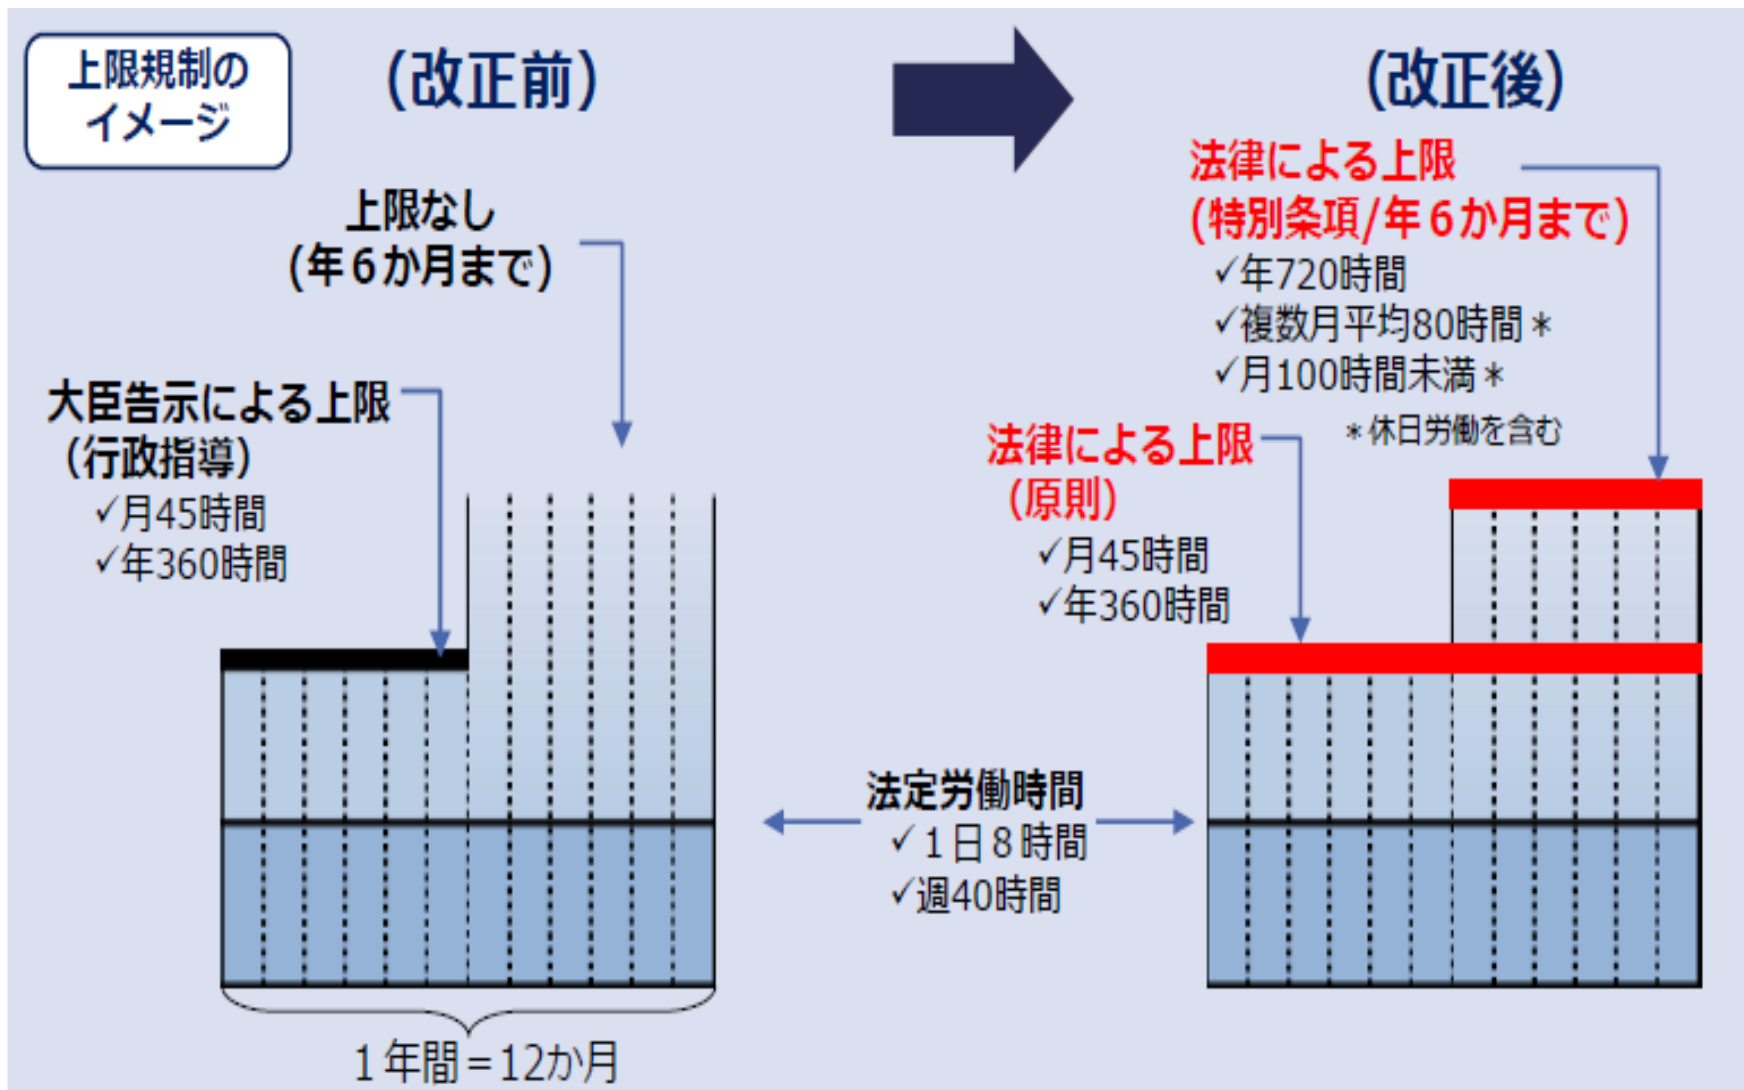 上限規制の
イメージ
(改正前)
(改正後)
上限なし
(年６か月まで)
大臣告示による上限
(行政指導)
✓月45時間
✓年360時間
法律による上限
(特別条項/年６か月まで)
✓年720時間
✓複数月平均80時間＊
✓月100時間未満＊
＊休日労働を含む
法律による上限
(原則)
✓月45時間
✓年360時間
法定労働時間
✓１日８時間
✓週40時間
１年間＝12か月